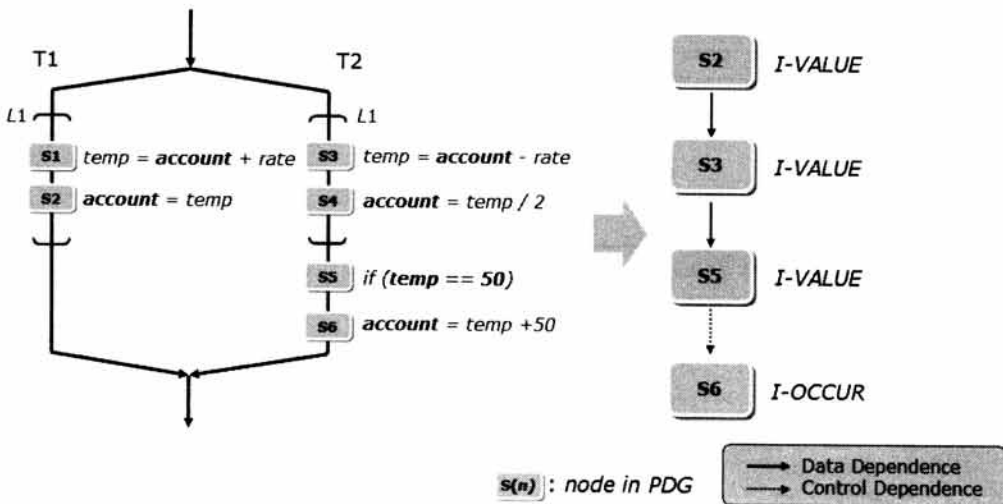 T1
T2
L1
L1
S1 temp = account + rate
S2 account = temp
S3 temp = account - rate
S4 account = temp / 2
S5 if (temp == 50)
S6 account = temp +50
S2 I-VALUE
S3 I-VALUE
S5 I-VALUE
S6 I-OCCUR
S(n) : node in PDG
Data Dependence
Control Dependence